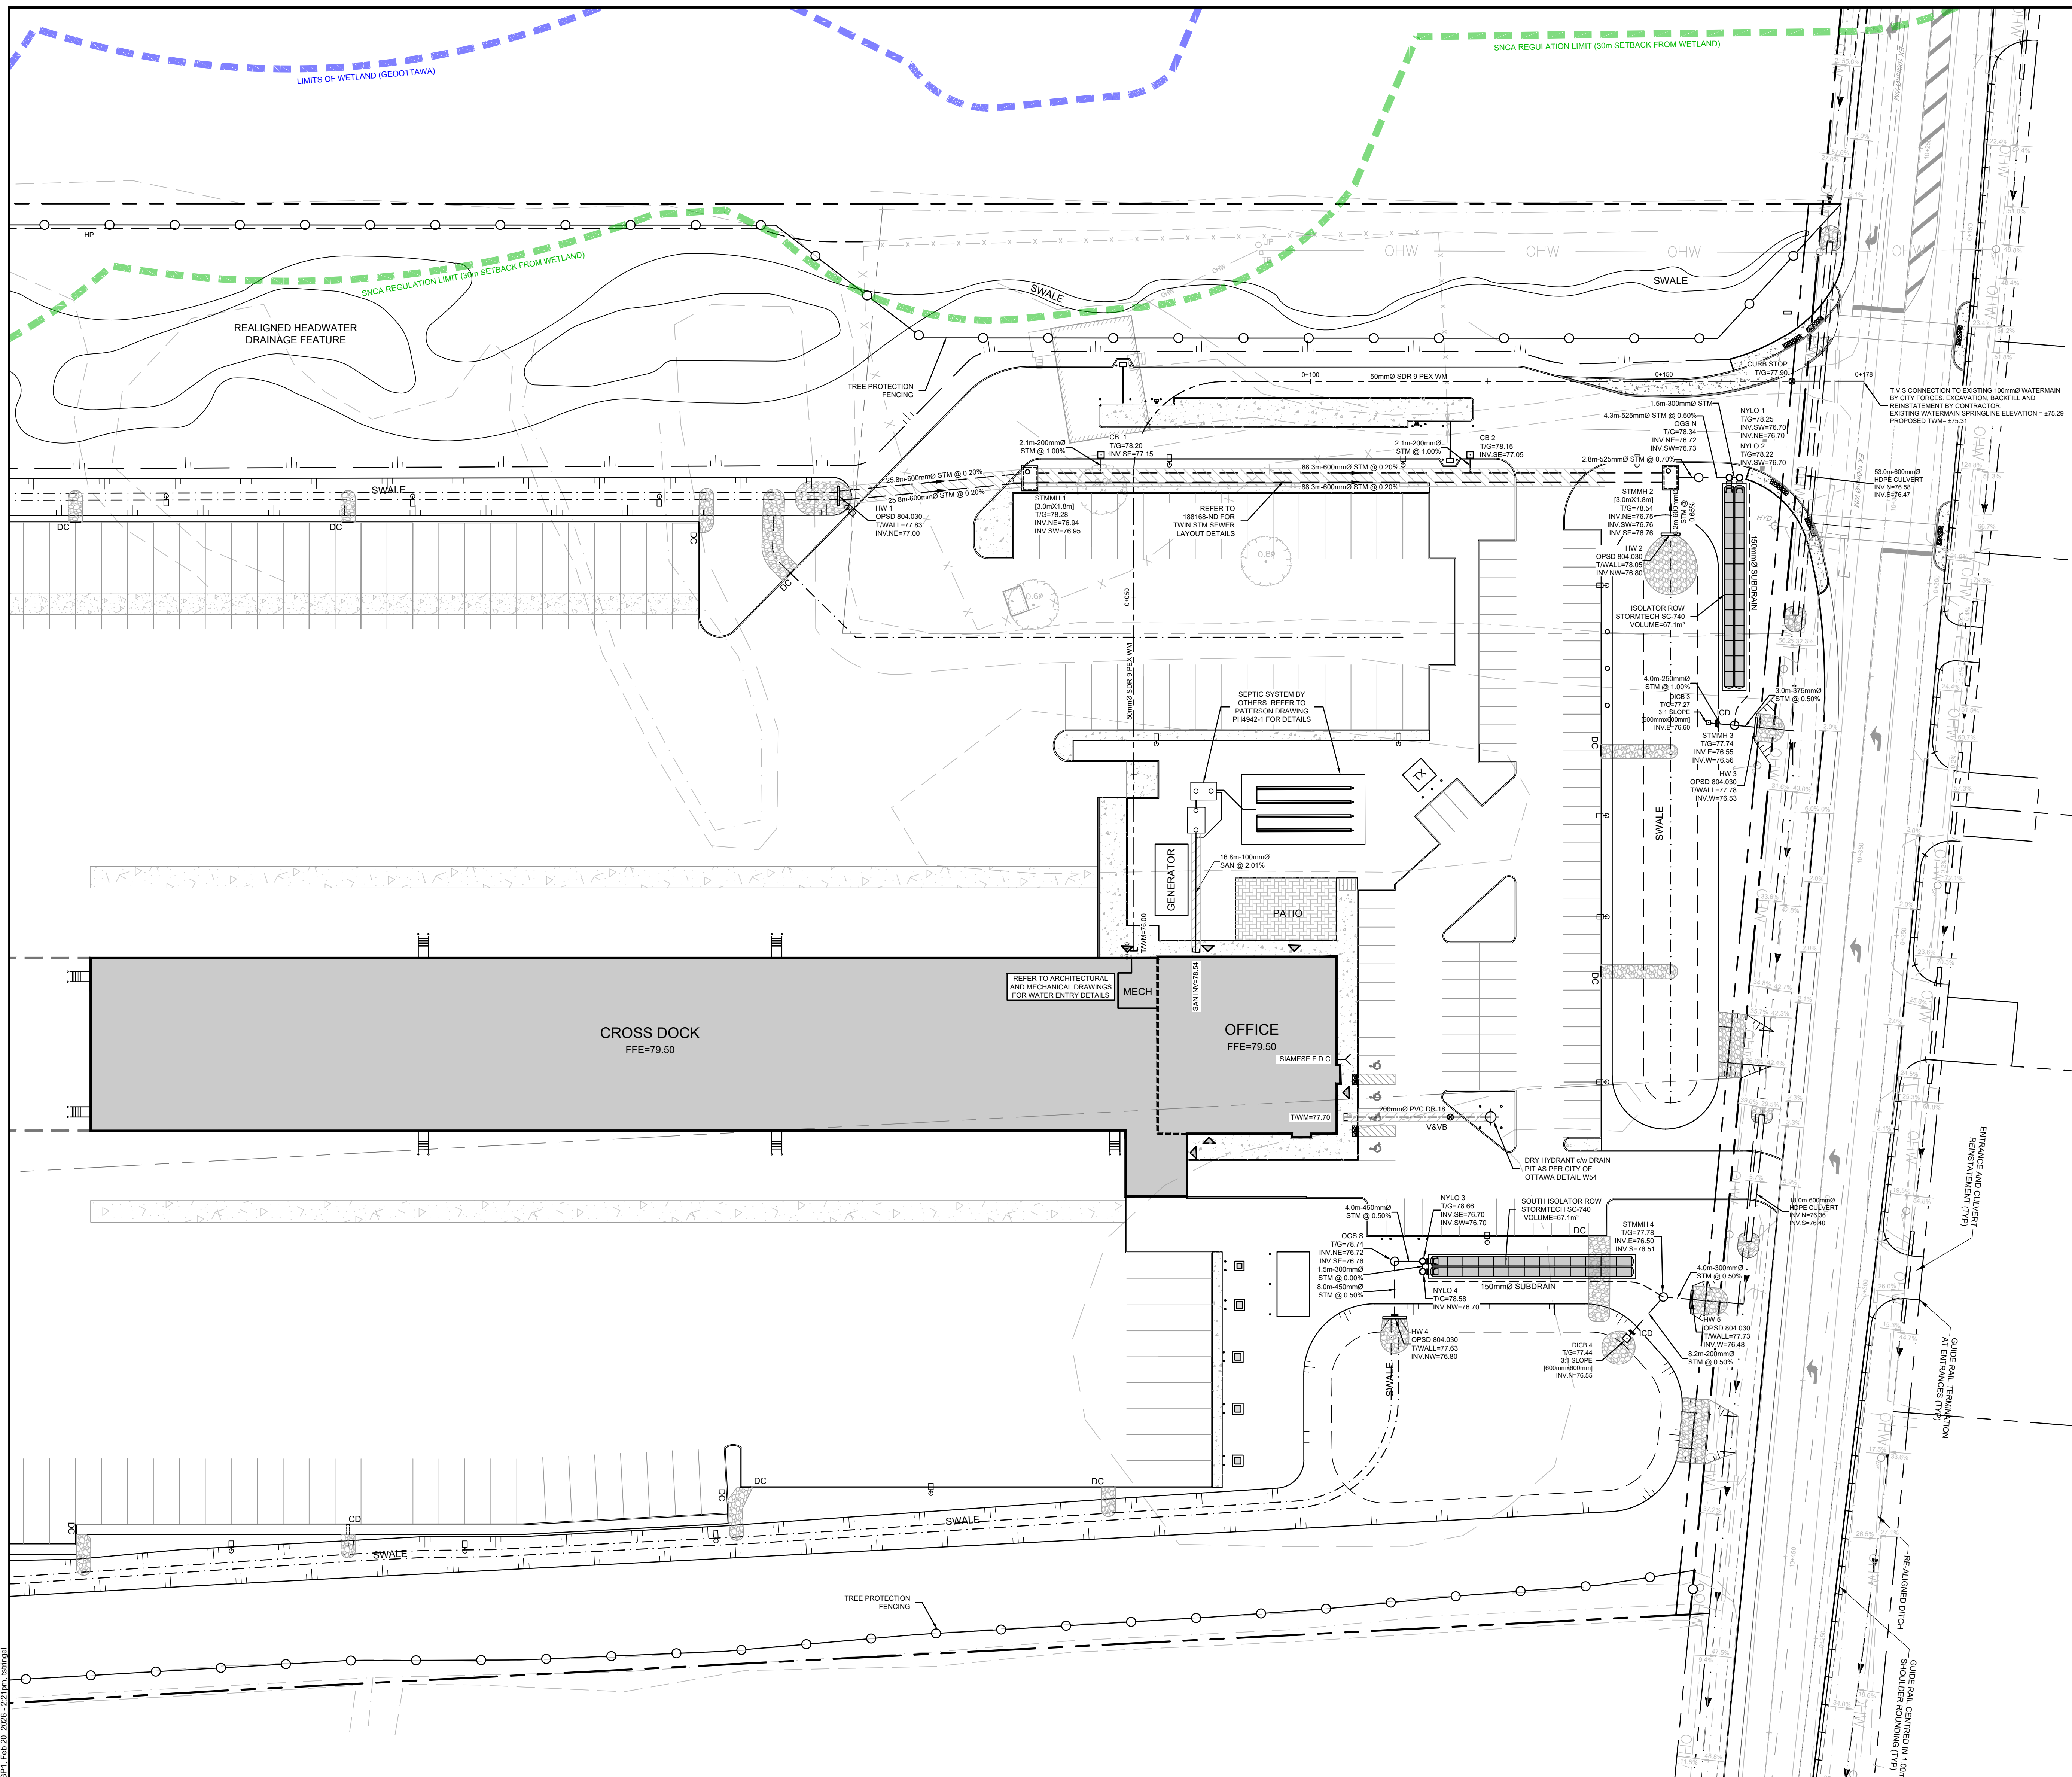 LIMITS OF WETLAND (GEOOTTAWA)
SNCA REGULATION LIMIT (30m SETBACK FROM WETLAND)
HP
SNCA REGULATION LIMIT (30m SETBACK FROM WETLAND)
REALIGNED HEADWATER
DRAINAGE FEATURE
SWALE
SWALE
UP
TB
OHW
OHW
OHW
OHW
TREE PROTECTION
FENCING
0+100
50mmØ SDR 9 PEX WM
0+150
0+178
CURB STOP
T/G=77.90
T.V.S CONNECTION TO EXISTING 100mmØ WATERMAIN
BY CITY FORCES. EXCAVATION, BACKFILL AND
REINSTATEMENT BY CONTRACTOR.
EXISTING WATERMAIN SPRINGLINE ELEVATION = ±75.29
PROPOSED TWM= ±75.31
1.5m-300mmØ STM
4.3m-525mmØ STM @ 0.50%
OGS N
T/G=78.34
INV.NE=76.72
INV.SW=76.73
2.8m-525mmØ STM @ 0.70%
NYLO 1
T/G=78.25
INV.SW=76.70
INV.NE=76.70
NYLO 2
T/G=78.22
INV.SW=76.70
53.0m-600mmØ
HDPE CULVERT
INV.N=76.58
INV.S=76.47
2.1m-200mmØ
STM @ 1.00%
CB 1
T/G=78.20
INV.SE=77.15
2.1m-200mmØ
STM @ 1.00%
CB 2
T/G=78.15
INV.SE=77.05
25.8m-600mmØ STM @ 0.20%
25.8m-600mmØ STM @ 0.20%
88.3m-600mmØ STM @ 0.20%
88.3m-600mmØ STM @ 0.20%
SWALE
DC
DC
DC
DC
HW 1
OPSD 804.030
T/WALL=77.83
INV.NE=77.00
STMMH 1
[3.0mX1.8m]
T/G=78.28
INV.NE=76.94
INV.SW=76.95
REFER TO
188168-ND FOR
TWIN STM SEWER
LAYOUT DETAILS
STMMH 2
[3.0mX1.8m]
T/G=78.54
INV.NE=76.75
INV.SW=76.76
INV.SE=76.76
STM @
0.65%
HW 2
OPSD 804.030
T/WALL=78.05
INV.NW=76.80
HYD
150mmØ SUBDRAIN
ISOLATOR ROW
STORMTECH SC-740
VOLUME=67.1m³
0.8#
0.6#
0+050
50mmØ SDR 9 PEX WM
4.0m-250mmØ
STM @ 1.00%
DICB 3
T/G=77.27
3:1 SLOPE
[600mmx600mm]
INV.E=76.60
ICD
3.0m-375mmØ
STM @ 0.50%
STMMH 3
T/G=77.74
INV.E=76.55
INV.W=76.56
HW 3
OPSD 804.030
T/WALL=77.78
INV.W=76.53
SEPTIC SYSTEM BY
OTHERS. REFER TO
PATERSON DRAWING
PH4942-1 FOR DETAILS
TX
DC
SWALE
GENERATOR
16.8m-100mmØ
SAN @ 2.01%
PATIO
T/WM=76.00
REFER TO ARCHITECTURAL
AND MECHANICAL DRAWINGS
FOR WATER ENTRY DETAILS
MECH
SAN INV=78.54
DC
CROSS DOCK
FFE=79.50
OFFICE
FFE=79.50
SIAMESE F.D.C
T/WM=77.70
200mmØ PVC DR 18
V&VB
DRY HYDRANT c/w DRAIN
PIT AS PER CITY OF
OTTAWA DETAIL W54
ENTRANCE AND CULVERT
REINSTATEMENT (TYP)
18.0m-600mmØ
HDPE CULVERT
INV.N=76.36
INV.S=76.40
4.0m-450mmØ
STM @ 0.50%
NYLO 3
T/G=78.66
INV.SE=76.70
INV.SW=76.70
SOUTH ISOLATOR ROW
STORMTECH SC-740
VOLUME=67.1m³
DC
STMMH 4
T/G=77.78
INV.E=76.50
INV.S=76.51
OGS S
T/G=78.74
INV.NE=76.72
INV.SE=76.76
1.5m-300mmØ
STM @ 0.00%
8.0m-450mmØ
STM @ 0.50%
NYLO 4
T/G=78.58
INV.NW=76.70
150mmØ SUBDRAIN
4.0m-300mmØ
STM @ 0.50%
HW 4
OPSD 804.030
T/WALL=77.63
INV.NW=76.80
SWALE
DICB 4
T/G=77.44
3:1 SLOPE
[600mmx600mm]
INV.N=76.55
ICD
HW 5
OPSD 804.030
T/WALL=77.73
INV.W=76.48
8.2m-200mmØ
STM @ 0.50%
GUIDE RAIL TERMINATION
AT ENTRANCES (TYP)
DC
DC
DC
DC
CD
SWALE
SWALE
TREE PROTECTION
FENCING
RE-ALIGNED DITCH
GUIDE RAIL CENTRED IN 1.00m
SHOULDER ROUNDING (TYP)
GP1, Feb 20, 2026 - 2:21pm, tstringel